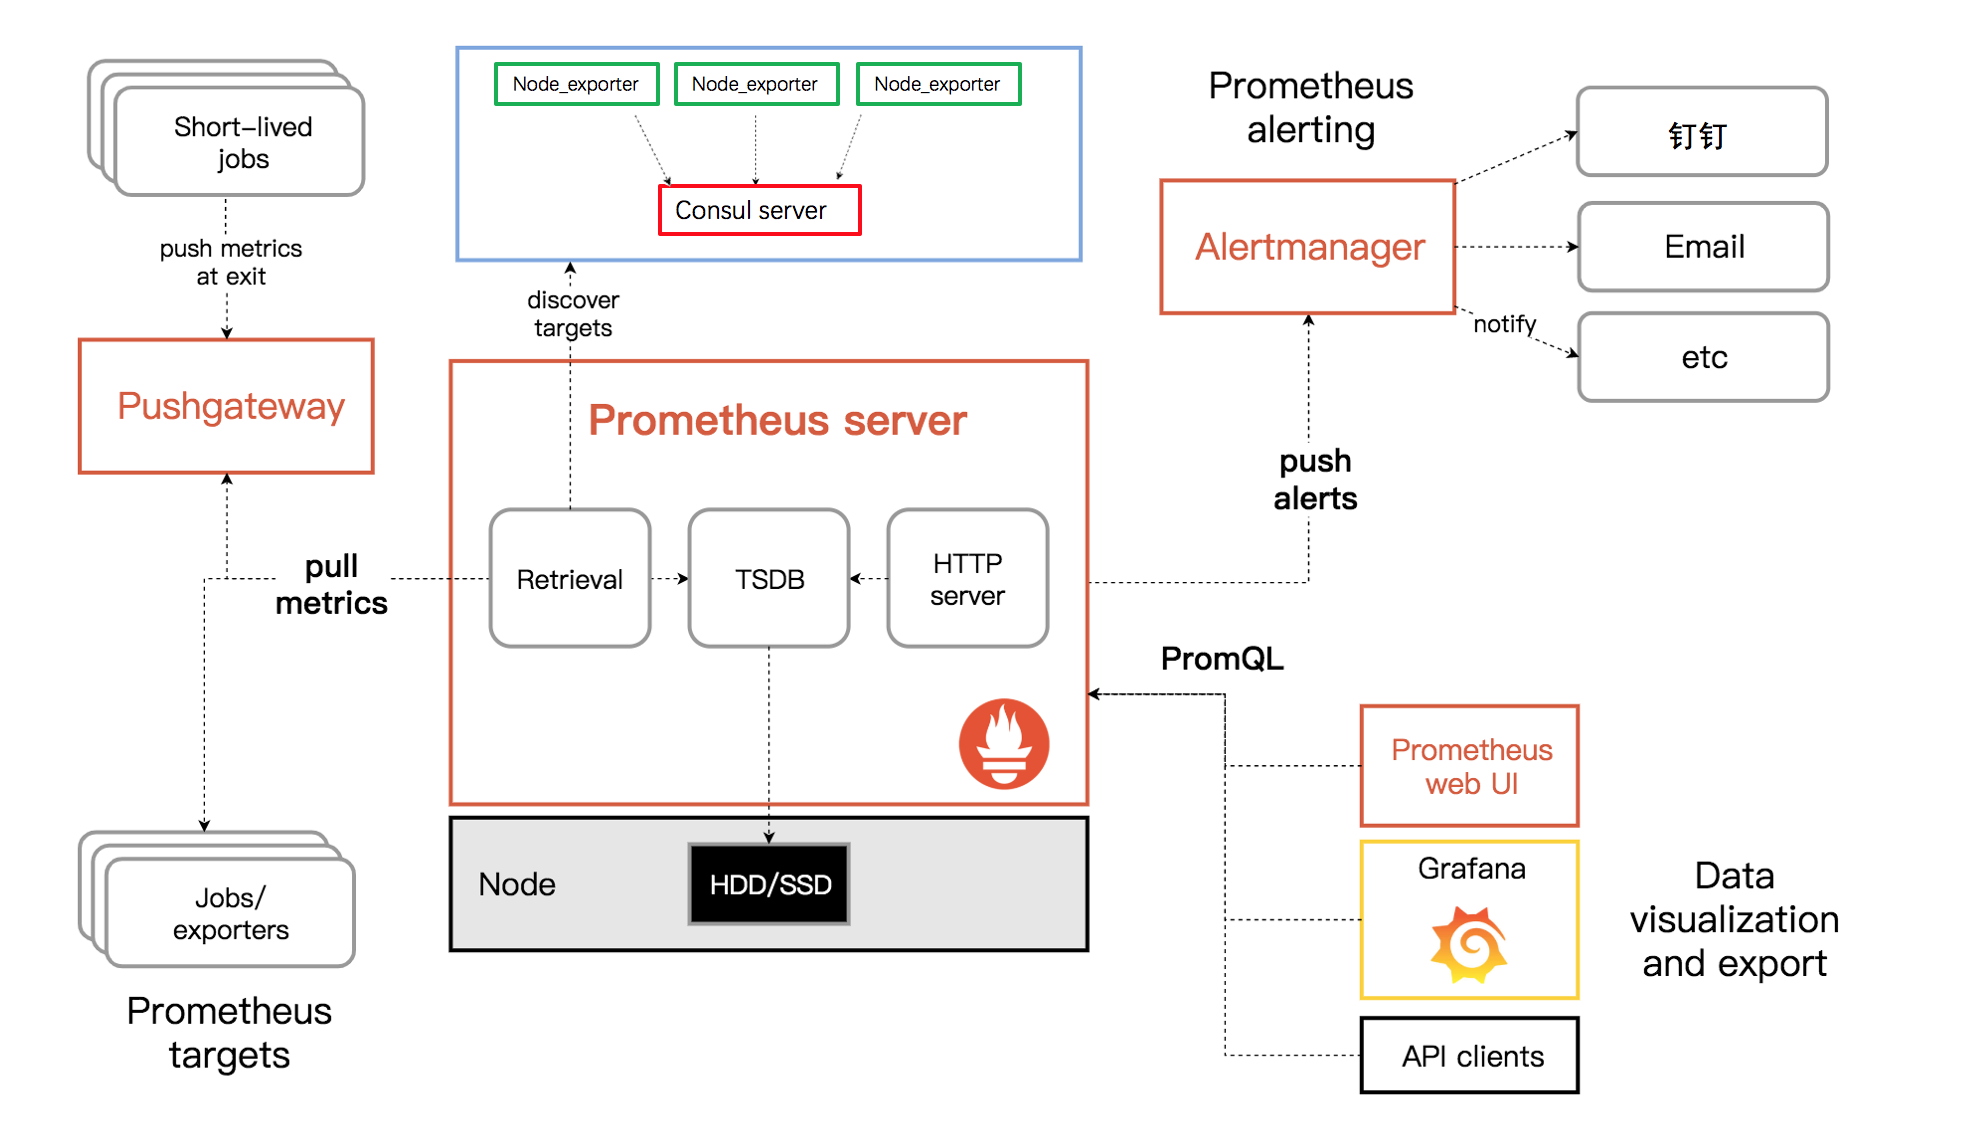 Short-lived
jobs
push metrics
at exit
Pushgateway
pull
metrics
Jobs/
exporters
Prometheus
targets
Node_exporter
Node_exporter
Node_exporter
Consul server
discover
targets
Prometheus server
Retrieval
TSDB
HTTP
server
Node
HDD/SSD
Prometheus
alerting
Alertmanager
钉钉
Email
notify
etc
push
alerts
PromQL
Prometheus
web UI
Grafana
API clients
Data
visualization
and export